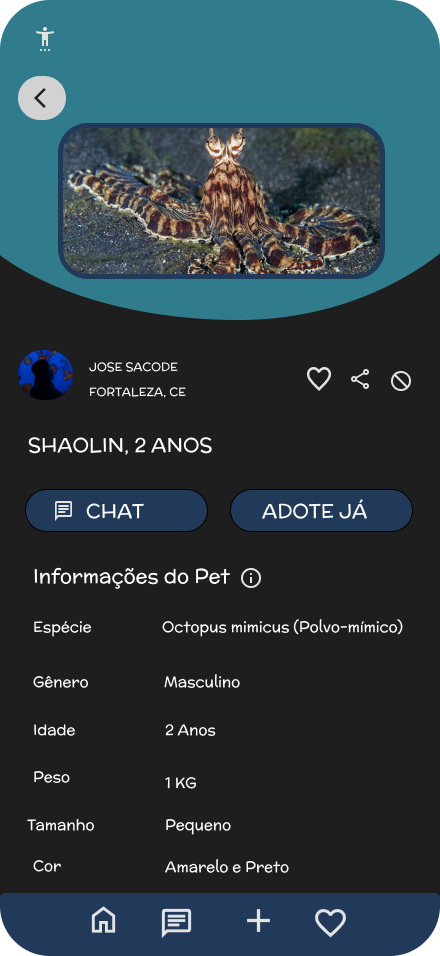 JOSE SACODE
FORTALEZA, CE
SHAOLIN, 2 ANOS
CHAT
ADOTE JÁ
Informações do Pet
Espécie Octopus mimicus (Polvo-mímico)
Gênero Masculino
Idade 2 Anos
Peso 1 KG
Tamanho Pequeno
Cor Amarelo e Preto